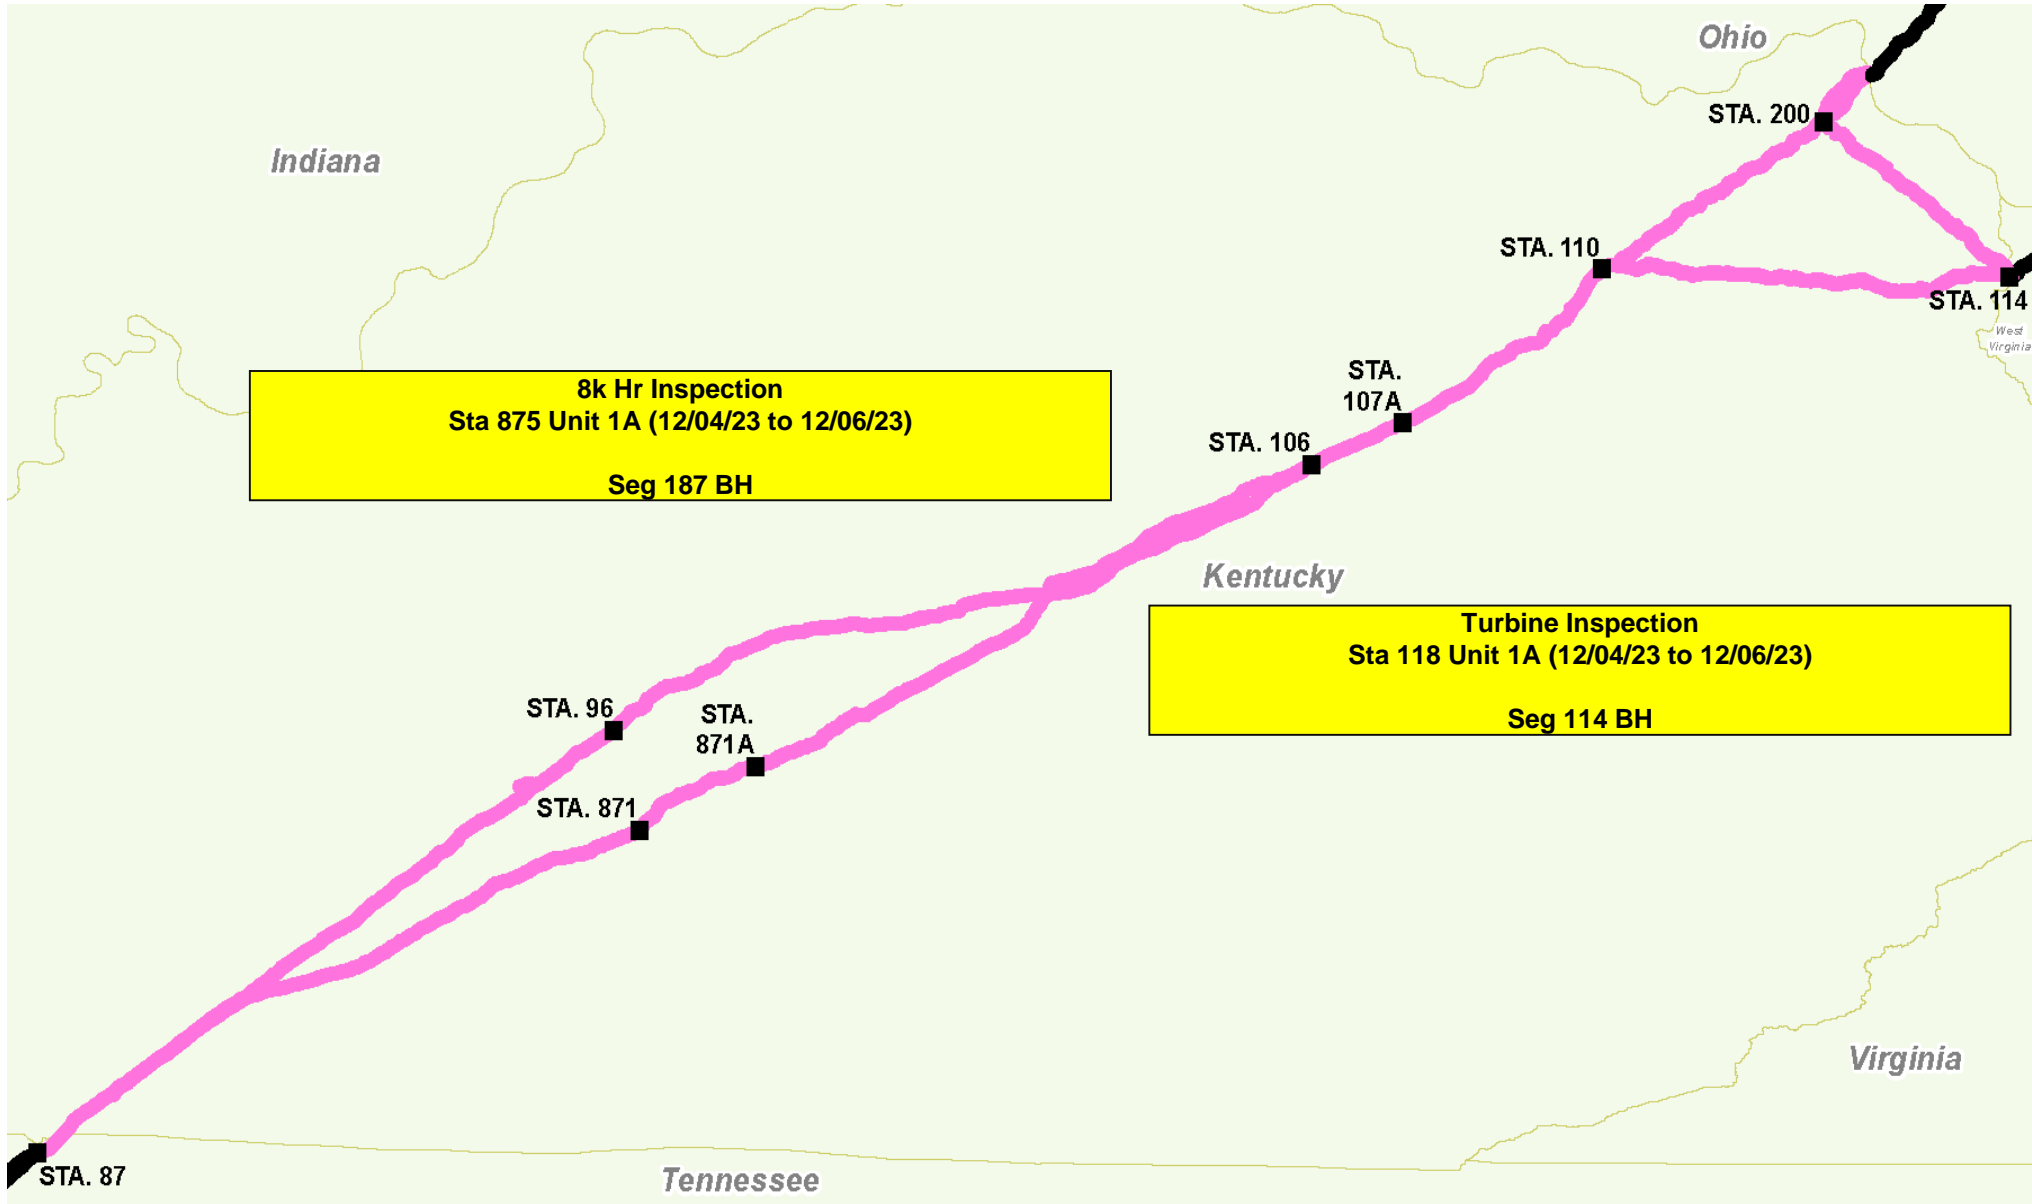 Ohio
STA. 200
Indiana
STA. 110
STA. 114
West
Virginia
STA.
107A
8k Hr Inspection
Sta 875 Unit 1A (12/04/23 to 12/06/23)
Seg 187 BH
STA. 106
Kentucky
Turbine Inspection
Sta 118 Unit 1A (12/04/23 to 12/06/23)
Seg 114 BH
STA. 96
STA.
871A
STA. 871
Virginia
STA. 87
Tennessee